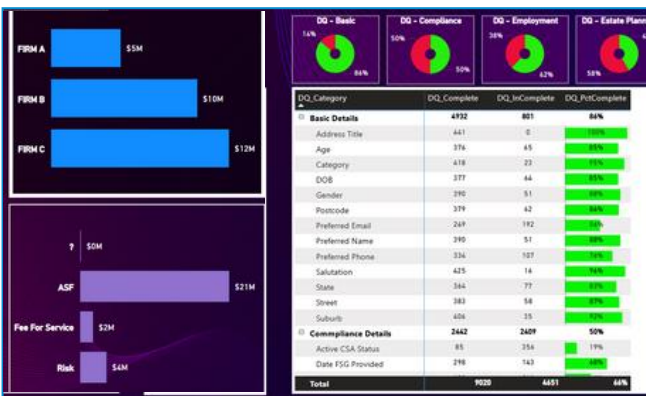 FIRM A
$5M
FIRM B
$10M
FIRM C
$12M
?
$0M
ASF
$21M
Fee For Service
$2M
Risk
$4M
DQ - Basic
14%
86%
DQ - Compliance
50%
50%
DQ - Employment
38%
62%
DQ - Estate Plann
58%
DQ_Category DQ_Complete DQ_InComplete DQ_PctComplete
Basic Details 4932 801 86%
Address Title 441 0 100%
Age 376 65 85%
Category 418 23 95%
DOB 377 64 85%
Gender 390 51 88%
Postcode 379 62 86%
Preferred Email 249 192 56%
Preferred Name 390 51 88%
Preferred Phone 334 107 76%
Salutation 425 16 96%
State 364 77 83%
Street 383 58 87%
Suburb 406 35 92%
Commpliance Details 2442 2409 50%
Active CSA Status 85 356 19%
Date FSG Provided 298 143 68%
Total 9020 4651 66%